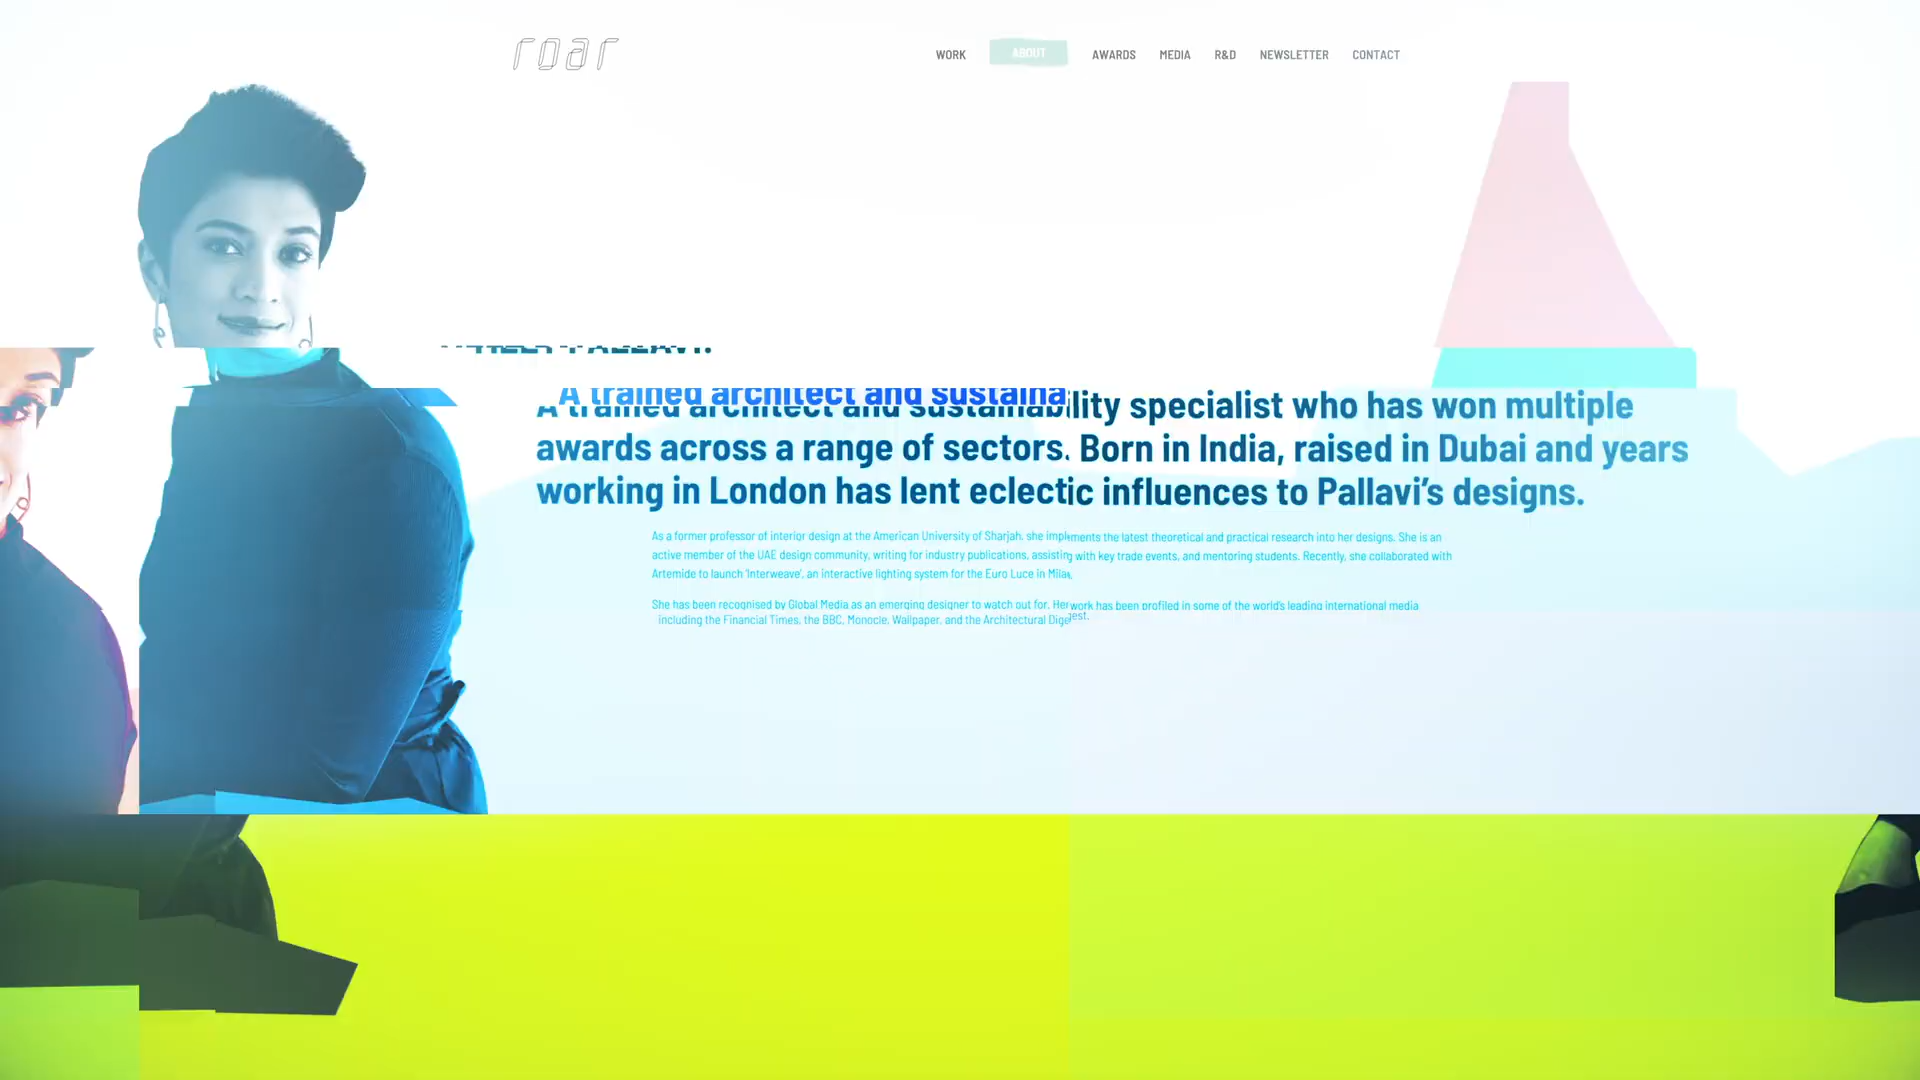 roar
WORK ABOUT AWARDS MEDIA R&D NEWSLETTER CONTACT
PALLAVI.
A trained architect and sustainability specialist who has won multiple
awards across a range of sectors. Born in India, raised in Dubai and years
working in London has lent eclectic influences to Pallavi's designs.
As a former professor of interior design at the American University of Sharjah, she implements the latest theoretical and practical research into her designs. She is an
active member of the UAE design community, writing for industry publications, assisting with key trade events, and mentoring students. Recently, she collaborated with
Artemide to launch 'Interweave', an interactive lighting system for the Euro Luce in Milan.
She has been recognised by Global Media as an emerging designer to watch out for. Her work has been profiled in some of the world's leading international media
including the Financial Times, the BBC, Monocle, Wallpaper, and the Architectural Digest.